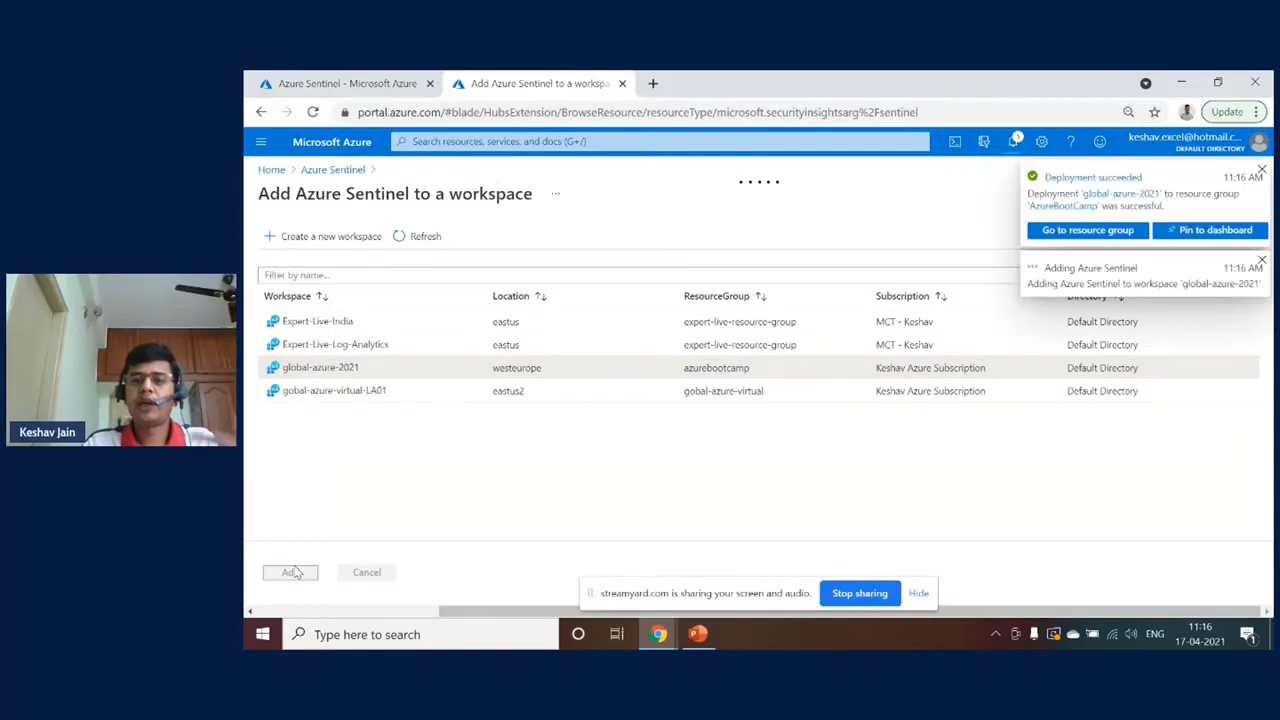 Azure Sentinel - Microsoft Azure
Add Azure Sentinel to a workspa
portal.azure.com/#blade/HubsExtension/BrowseResource/resourceType/microsoft.securityinsightsarg%2Fsentinel
Update
Microsoft Azure
Search resources, services, and docs (G+/)
5
keshav.excel@hotmail.c...
DEFAULT DIRECTORY
Home > Azure Sentinel >
Add Azure Sentinel to a workspace ...
Deployment succeeded 11:16 AM
Deployment 'global-azure-2021' to resource group
'AzureBootCamp' was successful.
Go to resource group
Pin to dashboard
Adding Azure Sentinel 11:16 AM
Adding Azure Sentinel to workspace 'global-azure-2021'
Create a new workspace
Refresh
Filter by name...
Workspace Location ResourceGroup Subscription Directory
Expert-Live-India eastus expert-live-resource-group MCT - Keshav Default Directory
Expert-Live-Log-Analytics eastus expert-live-resource-group MCT - Keshav Default Directory
global-azure-2021 westeurope azurebootcamp Keshav Azure Subscription Default Directory
gobal-azure-virtual-LA01 eastus2 gobal-azure-virtual Keshav Azure Subscription Default Directory
Keshav Jain
Cancel
streamyard.com is sharing your screen and audio.
Stop sharing
Hide
Type here to search
ENG
11:16
17-04-2021
1